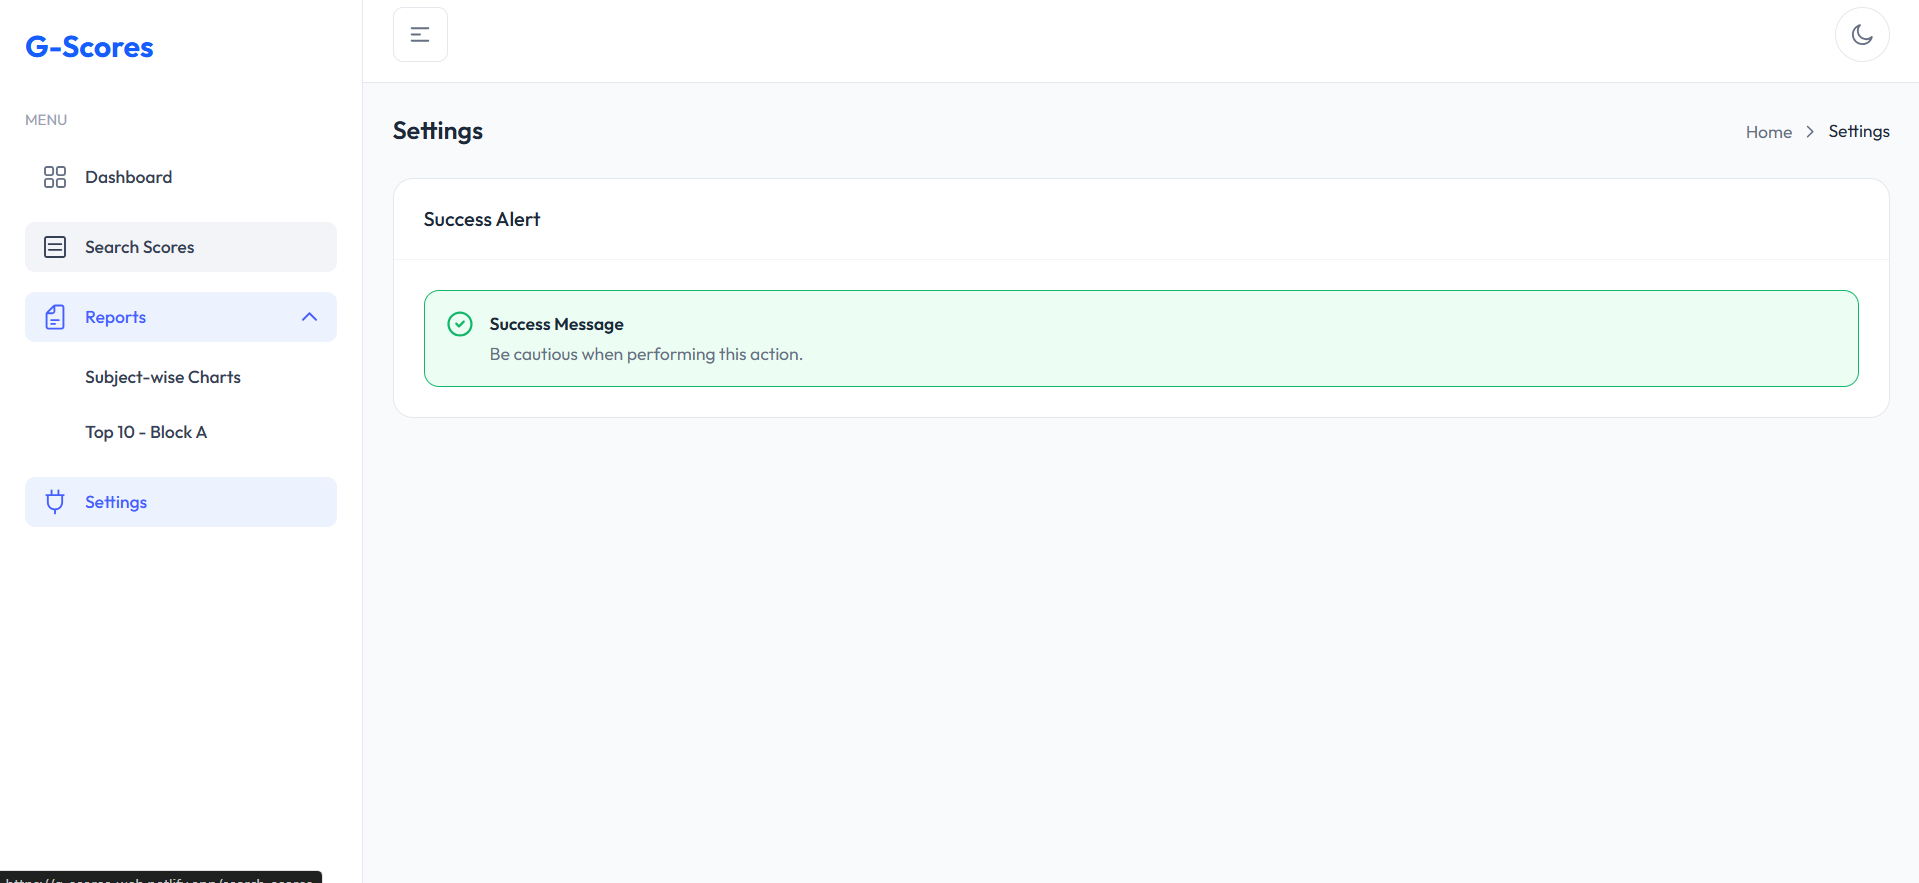 G-Scores
MENU
Dashboard
Search Scores
Reports
Subject-wise Charts
Top 10 - Block A
Settings
Settings
Home > Settings
Success Alert
Success Message
Be cautious when performing this action.